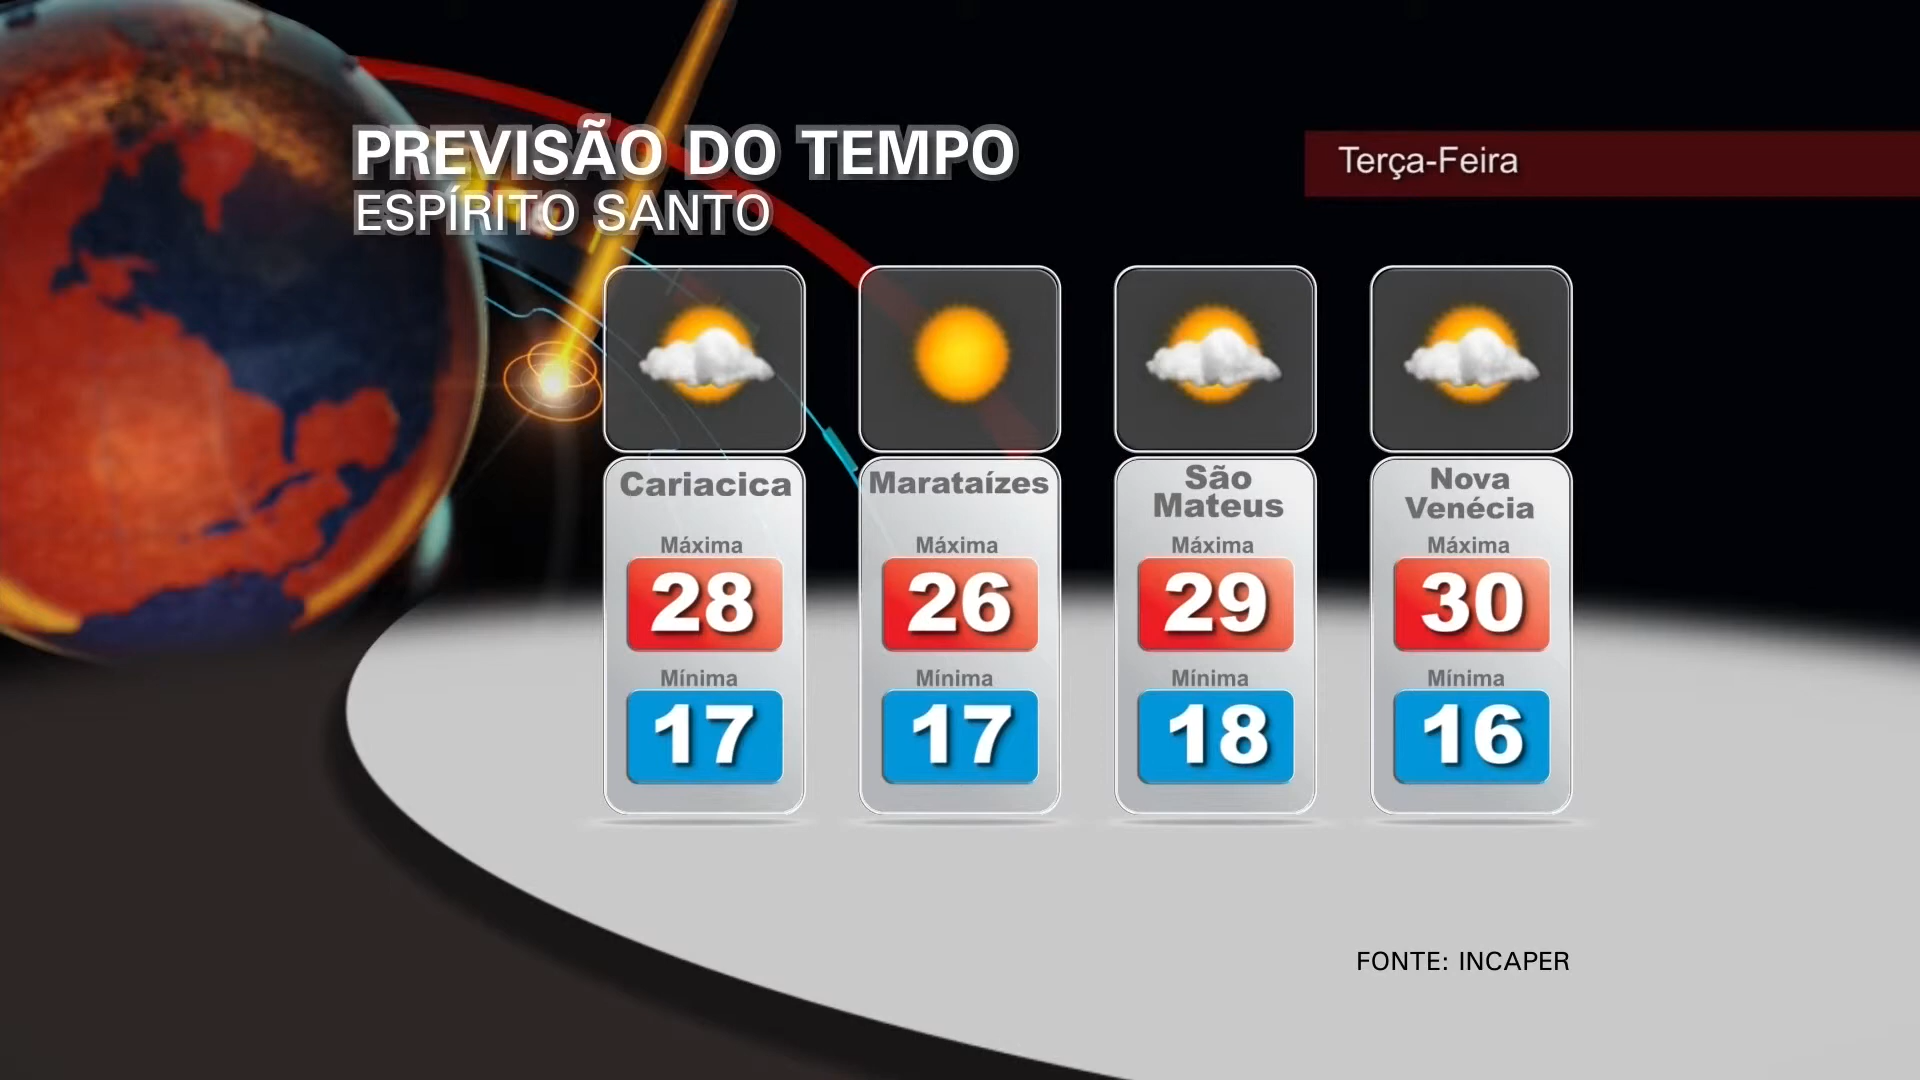 PREVISÃO DO TEMPO
ESPÍRITO SANTO
Terça-Feira
Cariacica
Máxima
28
Mínima
17
Marataízes
Máxima
26
Mínima
17
São
Mateus
Máxima
29
Mínima
18
Nova
Venécia
Máxima
30
Mínima
16
FONTE: INCAPER